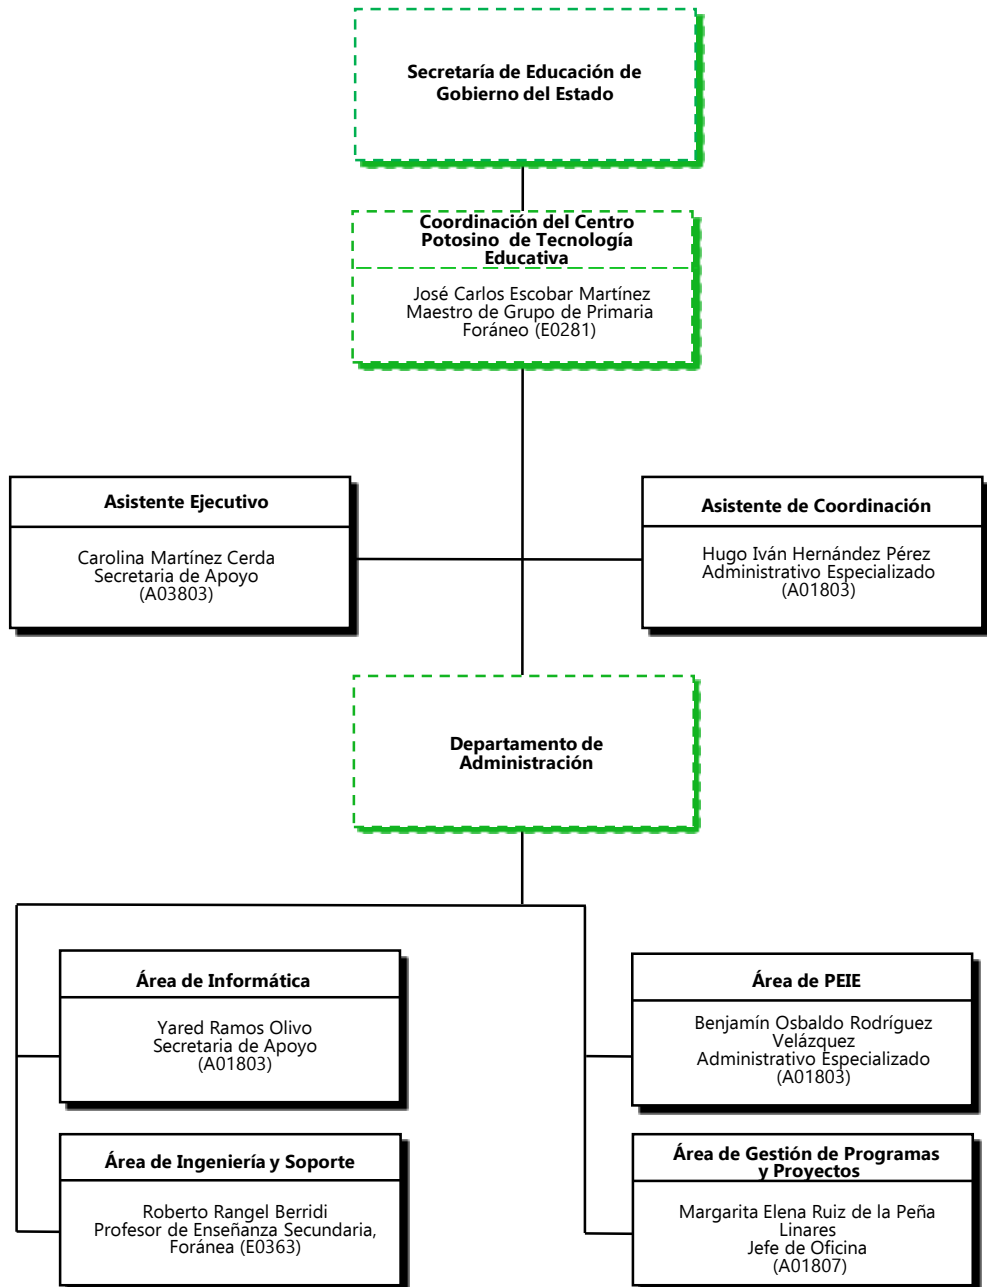 Secretaría de Educación de
Gobierno del Estado
Coordinación del Centro
Potosino de Tecnología
Educativa
José Carlos Escobar Martínez
Maestro de Grupo de Primaria
Foráneo (E0281)
Asistente Ejecutivo
Carolina Martínez Cerda
Secretaria de Apoyo
(A03803)
Asistente de Coordinación
Hugo Iván Hernández Pérez
Administrativo Especializado
(A01803)
Departamento de
Administración
Área de Informática
Yared Ramos Olivo
Secretaria de Apoyo
(A01803)
Área de PEIE
Benjamín Osbaldo Rodríguez
Velázquez
Administrativo Especializado
(A01803)
Área de Ingeniería y Soporte
Roberto Rangel Berridi
Profesor de Enseñanza Secundaria,
Foránea (E0363)
Área de Gestión de Programas
y Proyectos
Margarita Elena Ruiz de la Peña
Linares
Jefe de Oficina
(A01807)